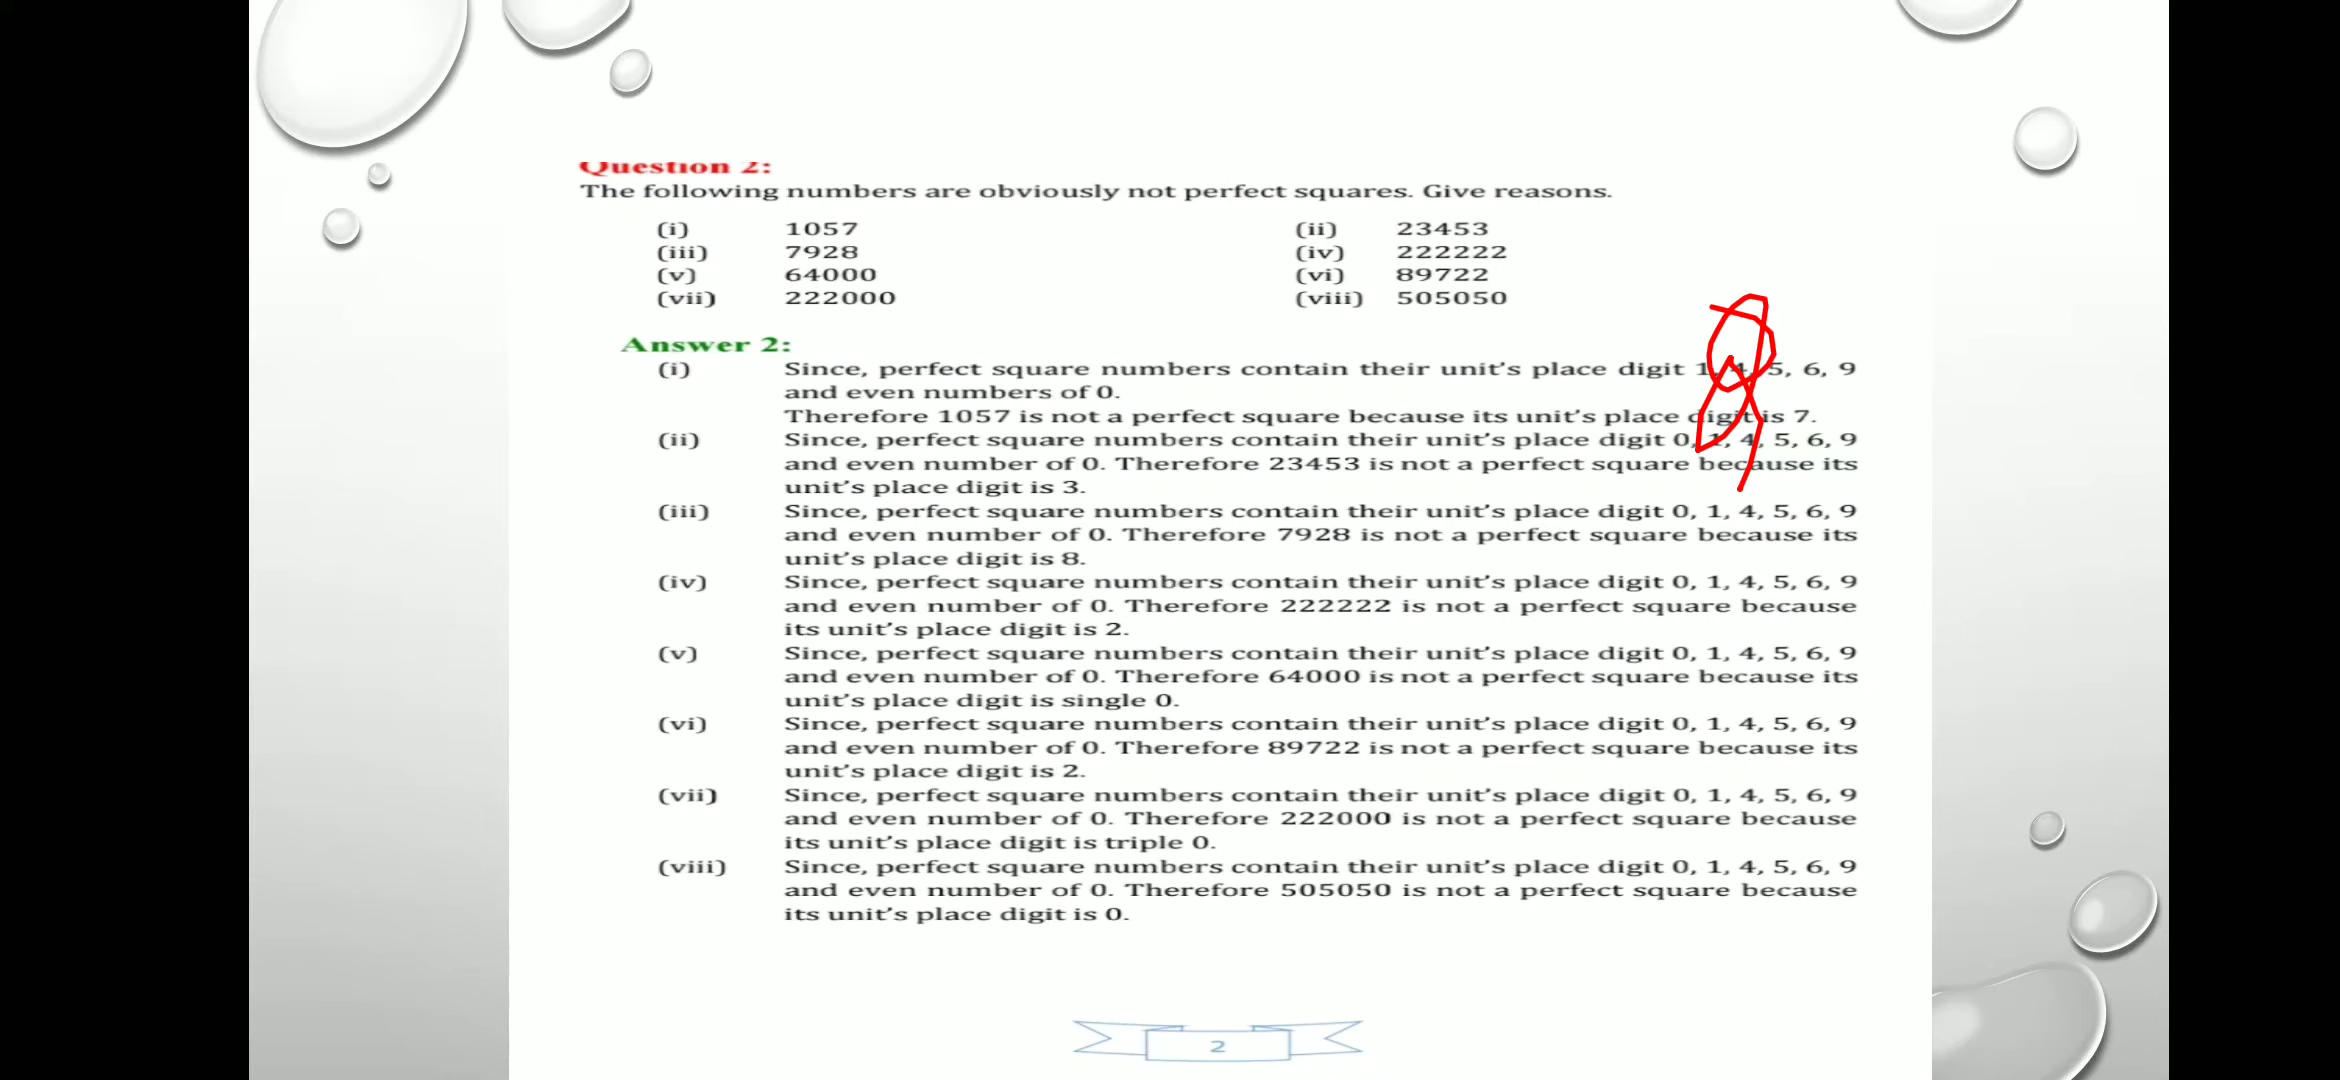 Question 2:
The following numbers are obviously not perfect squares. Give reasons.
(i) 1057 (ii) 23453
(iii) 7928 (iv) 222222
(v) 64000 (vi) 89722
(vii) 222000 (viii) 505050
Answer 2:
(i) Since, perfect square numbers contain their unit's place digit 1, 4, 5, 6, 9
and even numbers of 0.
Therefore 1057 is not a perfect square because its unit's place digit is 7.
(ii) Since, perfect square numbers contain their unit's place digit 0, 1, 4, 5, 6, 9
and even number of 0. Therefore 23453 is not a perfect square because its
unit's place digit is 3.
(iii) Since, perfect square numbers contain their unit's place digit 0, 1, 4, 5, 6, 9
and even number of 0. Therefore 7928 is not a perfect square because its
unit's place digit is 8.
(iv) Since, perfect square numbers contain their unit's place digit 0, 1, 4, 5, 6, 9
and even number of 0. Therefore 222222 is not a perfect square because
its unit's place digit is 2.
(v) Since, perfect square numbers contain their unit's place digit 0, 1, 4, 5, 6, 9
and even number of 0. Therefore 64000 is not a perfect square because its
unit's place digit is single 0.
(vi) Since, perfect square numbers contain their unit's place digit 0, 1, 4, 5, 6, 9
and even number of 0. Therefore 89722 is not a perfect square because its
unit's place digit is 2.
(vii) Since, perfect square numbers contain their unit's place digit 0, 1, 4, 5, 6, 9
and even number of 0. Therefore 222000 is not a perfect square because
its unit's place digit is triple 0.
(viii) Since, perfect square numbers contain their unit's place digit 0, 1, 4, 5, 6, 9
and even number of 0. Therefore 505050 is not a perfect square because
its unit's place digit is 0.
2